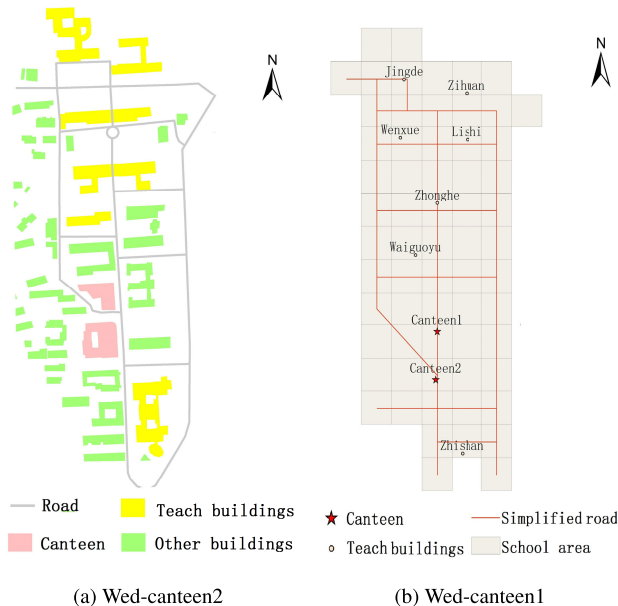 N
N
Jingde
Zihuan
Wenxue
Lishi
Zhonghe
Waiguoyu
Canteen1
Canteen2
Zhishan
Road
Teach buildings
Canteen
Other buildings
Canteen
Simplified road
Teach buildings
School area
(a) Wed-canteen2
(b) Wed-canteen1